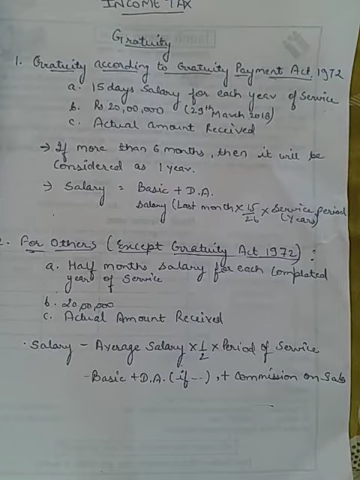 INCOME TAX
Gratuity
1. Gratuity according to Gratuity Payment Act, 1972
a. 15 days Salary for each year of Service
b. Rs 20,00,000 (29th March 2018)
c. Actual amount Received
→ If more than 6 months, then it will be
considered as 1 year.
→ Salary = Basic + D.A.
Salary (Last month × 15/26 × Service period
(years)
2. For Others (Except Gratuity Act 1972) :
a. Half months salary for each completed
year of Service
b. 20,00,000
c. Actual Amount Received
· Salary - Average Salary × 1/2 × Period of Service
- Basic + D.A. (if --), + Commission on Sales